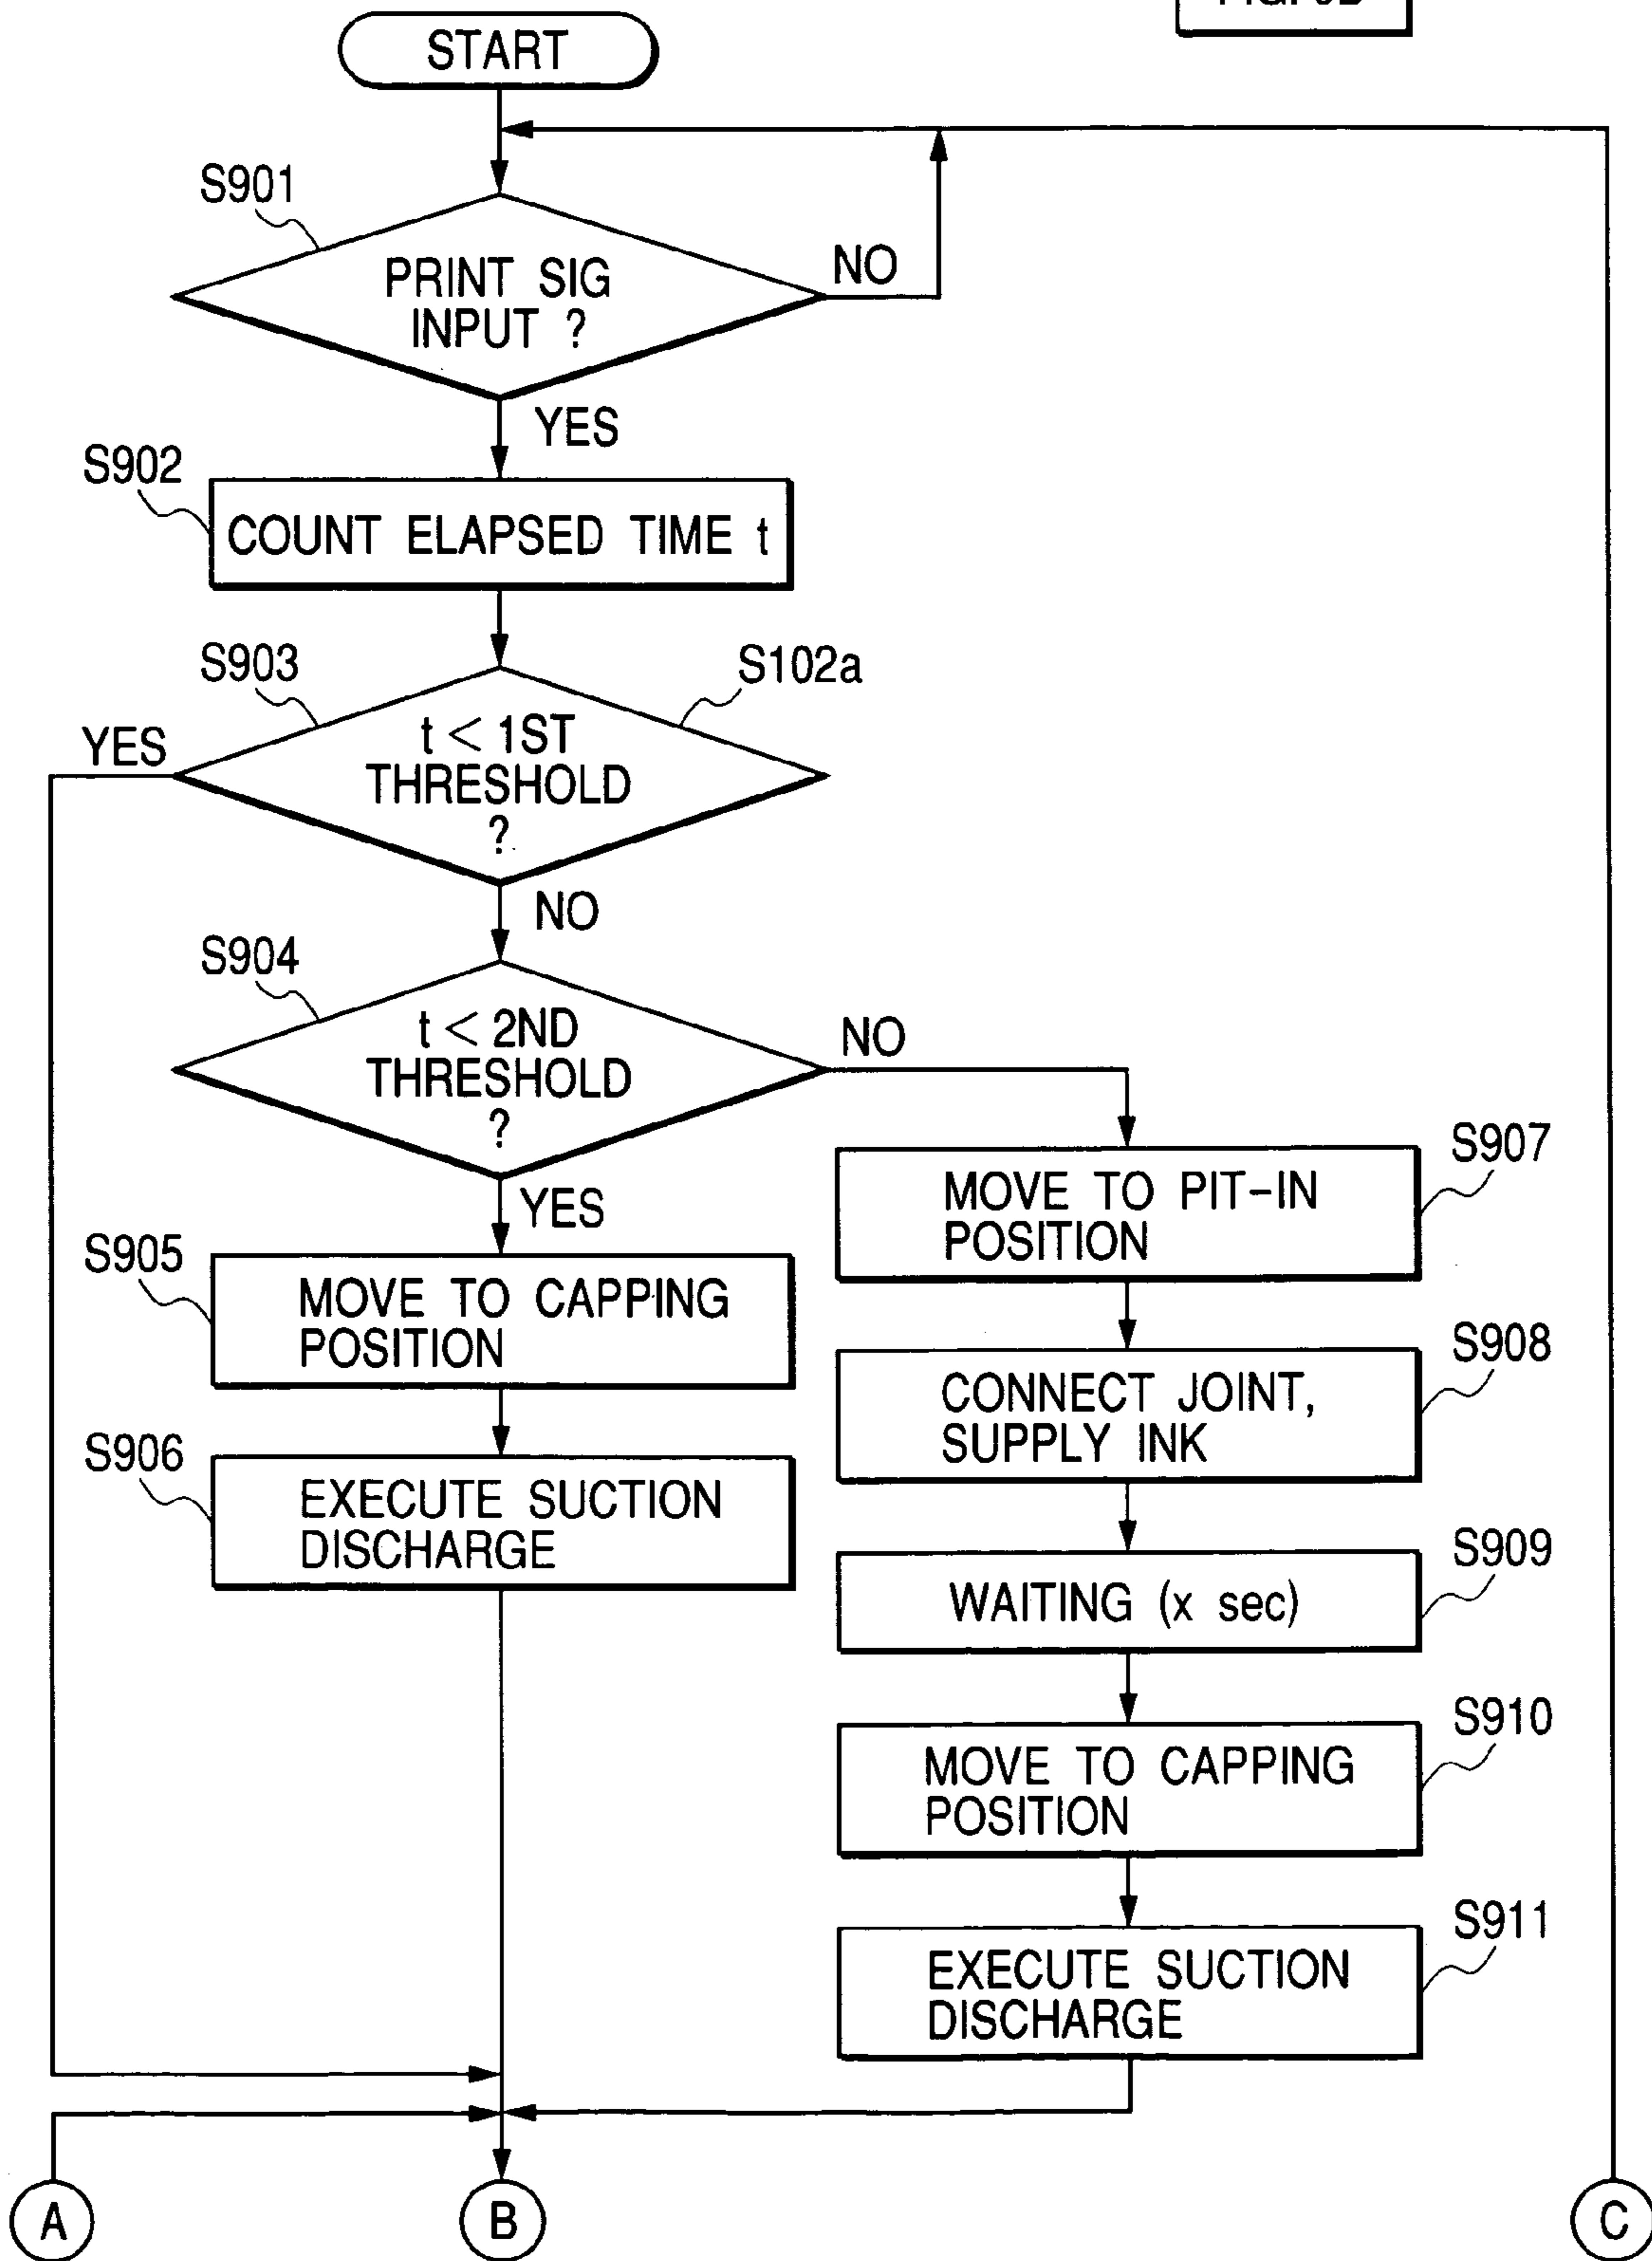 START
S901
PRINT SIG
INPUT ?
NO
YES
S902
COUNT ELAPSED TIME t
S903
S102a
YES
t < 1ST
THRESHOLD
?
NO
S904
t < 2ND
THRESHOLD
?
NO
YES
S905
MOVE TO CAPPING
POSITION
S906
EXECUTE SUCTION
DISCHARGE
S907
MOVE TO PIT-IN
POSITION
S908
CONNECT JOINT,
SUPPLY INK
S909
WAITING (x sec)
S910
MOVE TO CAPPING
POSITION
S911
EXECUTE SUCTION
DISCHARGE
A
B
C